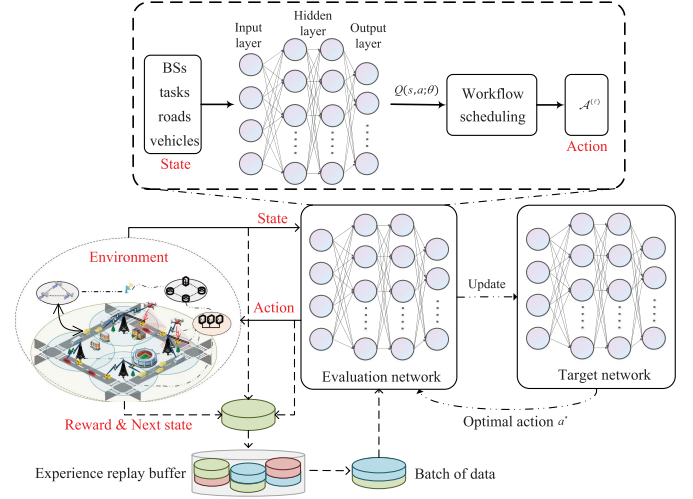 Input
layer
Hidden
layer
Output
layer
BSs
tasks
roads
vehicles
State
Q(s,a;θ)
Workflow
scheduling
𝒜⁽ᵗ⁾
Action
State
Environment
Action
Update
Evaluation network
Target network
Reward & Next state
Optimal action a*
Experience replay buffer
Batch of data